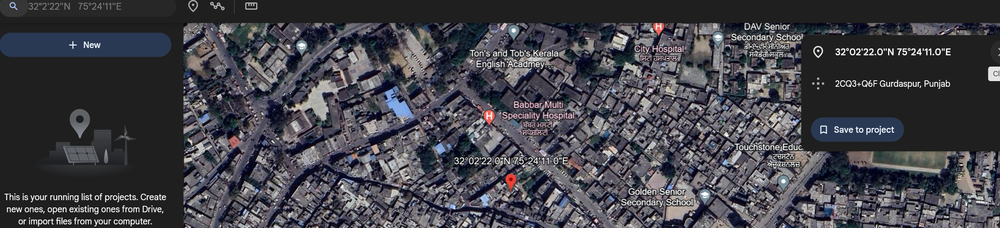 32°2'22"N 75°24'11"E
New
This is your running list of projects. Create
new ones, open existing ones from Drive,
or import files from your computer.
Ton's and Tob's Kerala
English Acadmey...
City Hospital
ਸਿਟੀ ਹਸਪਤਾਲ
DAV Senior
Secondary School
ਡੀ•ਏ•ਵੀ• ਸੀਨੀਅਰ
ਸੈਕੰਡਰੀ ਸਕੂਲ
Babbar Multi
Speciality Hospital
ਬੱਬਰ ਮਲਟੀ
ਸਪੈਸ਼ਲਿਟੀ...
32°02'22.0"N 75°24'11.0"E
Golden Senior
Secondary School
Touchstone Educ
ਟਚਸਟੋਨ
ਐਜੂਕੇਸ਼ਨਲਜ਼
32°02'22.0"N 75°24'11.0"E
2CQ3+Q6F Gurdaspur, Punjab
Save to project